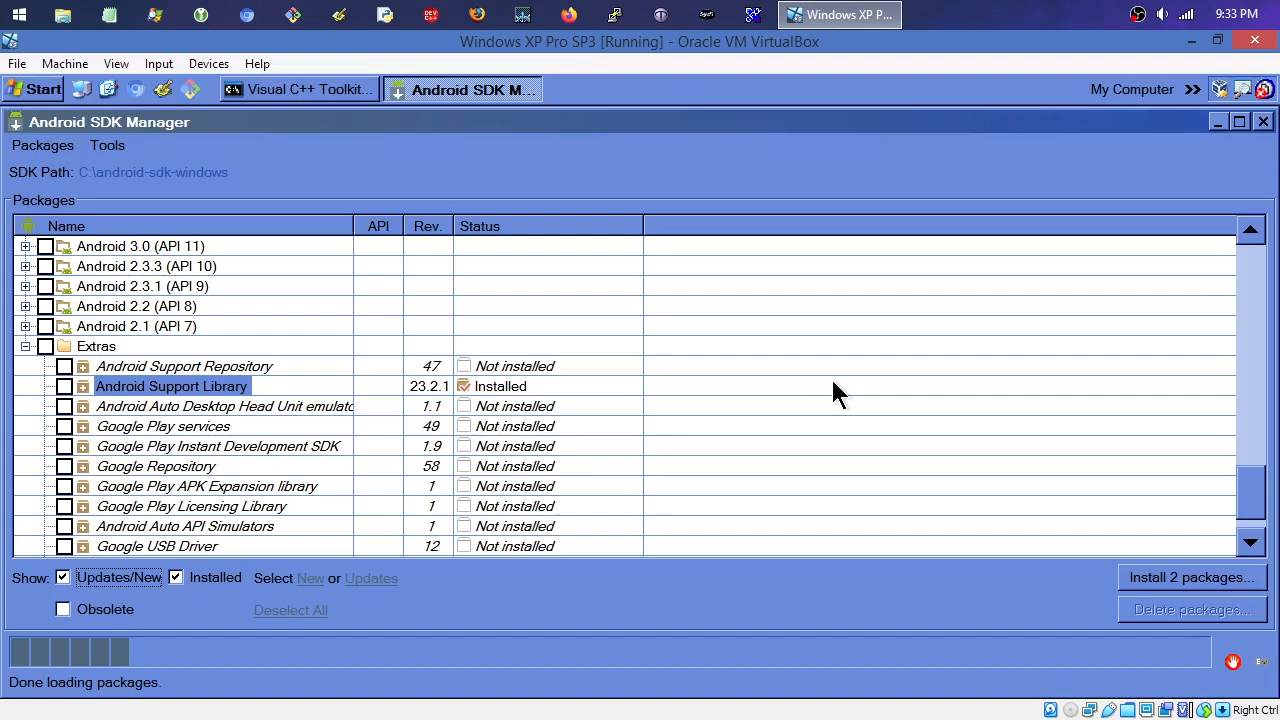 Windows XP P...
9:33 PM
Windows XP Pro SP3 [Running] - Oracle VM VirtualBox
File Machine View Input Devices Help
Start Visual C++ Toolkit... Android SDK M... My Computer
Android SDK Manager
Packages Tools
SDK Path: C:\android-sdk-windows
Packages
Name API Rev. Status
Android 3.0 (API 11)
Android 2.3.3 (API 10)
Android 2.3.1 (API 9)
Android 2.2 (API 8)
Android 2.1 (API 7)
Extras
Android Support Repository 47 Not installed
Android Support Library 23.2.1 Installed
Android Auto Desktop Head Unit emulato 1.1 Not installed
Google Play services 49 Not installed
Google Play Instant Development SDK 1.9 Not installed
Google Repository 58 Not installed
Google Play APK Expansion library 1 Not installed
Google Play Licensing Library 1 Not installed
Android Auto API Simulators 1 Not installed
Google USB Driver 12 Not installed
Show: Updates/New Installed Select New or Updates Install 2 packages...
Obsolete Deselect All Delete packages...
Done loading packages.
Right Ctrl